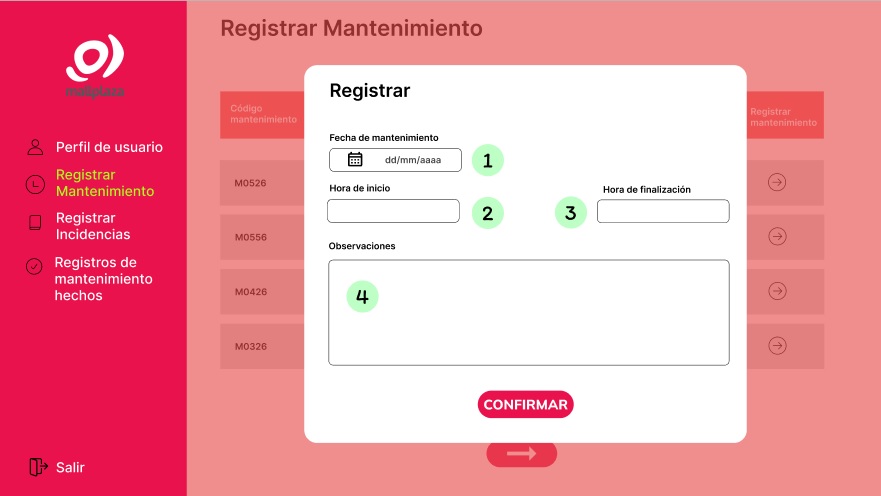 Registrar Mantenimiento
mallplaza
Perfil de usuario
Registrar
Mantenimiento
Registrar
Incidencias
Registros de
mantenimiento
hechos
Salir
Código
mantenimiento
Registrar
mantenimiento
M0526
M0556
M0426
M0326
Registrar
Fecha de mantenimiento
dd/mm/aaaa
1
Hora de inicio
2
Hora de finalización
3
Observaciones
4
CONFIRMAR